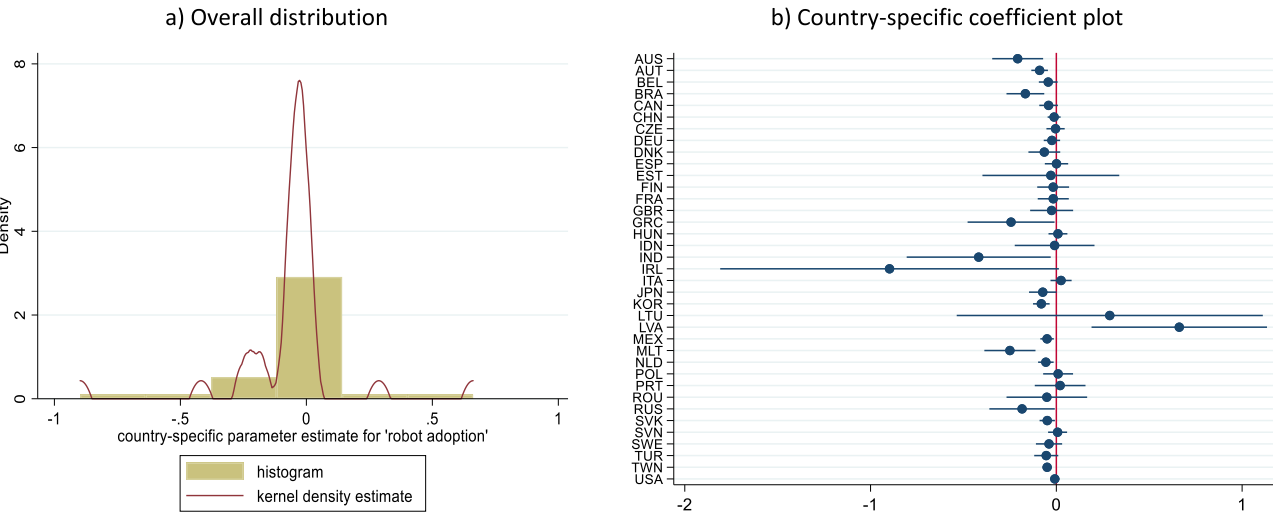 a) Overall distribution
8
6
4
2
0
Density
-1
-.5
0
.5
1
country-specific parameter estimate for 'robot adoption'
histogram
kernel density estimate
b) Country-specific coefficient plot
AUS
AUT
BEL
BRA
CAN
CHN
CZE
DEU
DNK
ESP
EST
FIN
FRA
GBR
GRC
HUN
IDN
IND
IRL
ITA
JPN
KOR
LTU
LVA
MEX
MLT
NLD
POL
PRT
ROU
RUS
SVK
SVN
SWE
TUR
TWN
USA
-2
-1
0
1